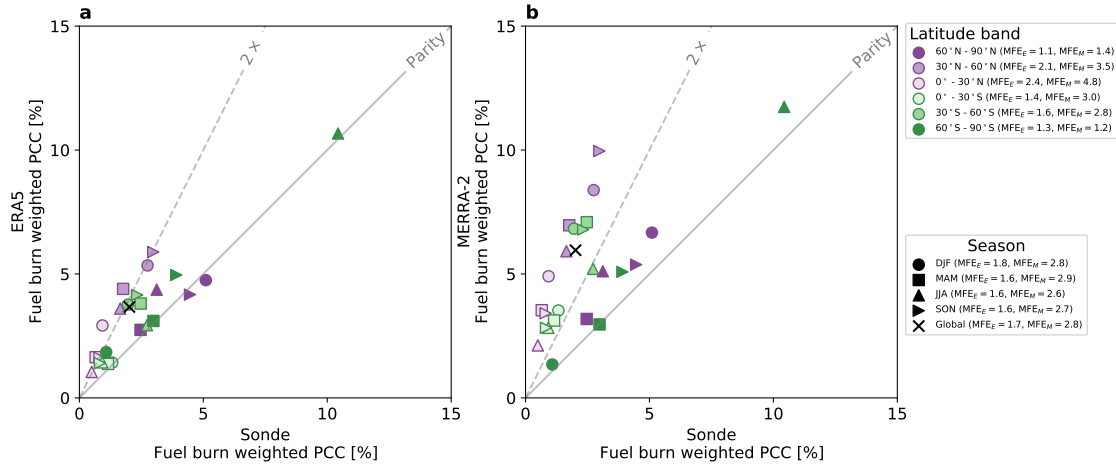 a
15
10
5
0
0
5
10
15
ERA5
Fuel burn weighted PCC [%]
Sonde
Fuel burn weighted PCC [%]
2 ×
Parity
b
15
10
5
0
0
5
10
15
MERRA-2
Fuel burn weighted PCC [%]
Sonde
Fuel burn weighted PCC [%]
2 ×
Parity
Latitude band
60°N - 90°N (MFE_E = 1.1, MFE_M = 1.4)
30°N - 60°N (MFE_E = 2.1, MFE_M = 3.5)
0° - 30°N (MFE_E = 2.4, MFE_M = 4.8)
0° - 30°S (MFE_E = 1.4, MFE_M = 3.0)
30°S - 60°S (MFE_E = 1.6, MFE_M = 2.8)
60°S - 90°S (MFE_E = 1.3, MFE_M = 1.2)
Season
DJF (MFE_E = 1.8, MFE_M = 2.8)
MAM (MFE_E = 1.6, MFE_M = 2.9)
JJA (MFE_E = 1.6, MFE_M = 2.6)
SON (MFE_E = 1.6, MFE_M = 2.7)
Global (MFE_E = 1.7, MFE_M = 2.8)